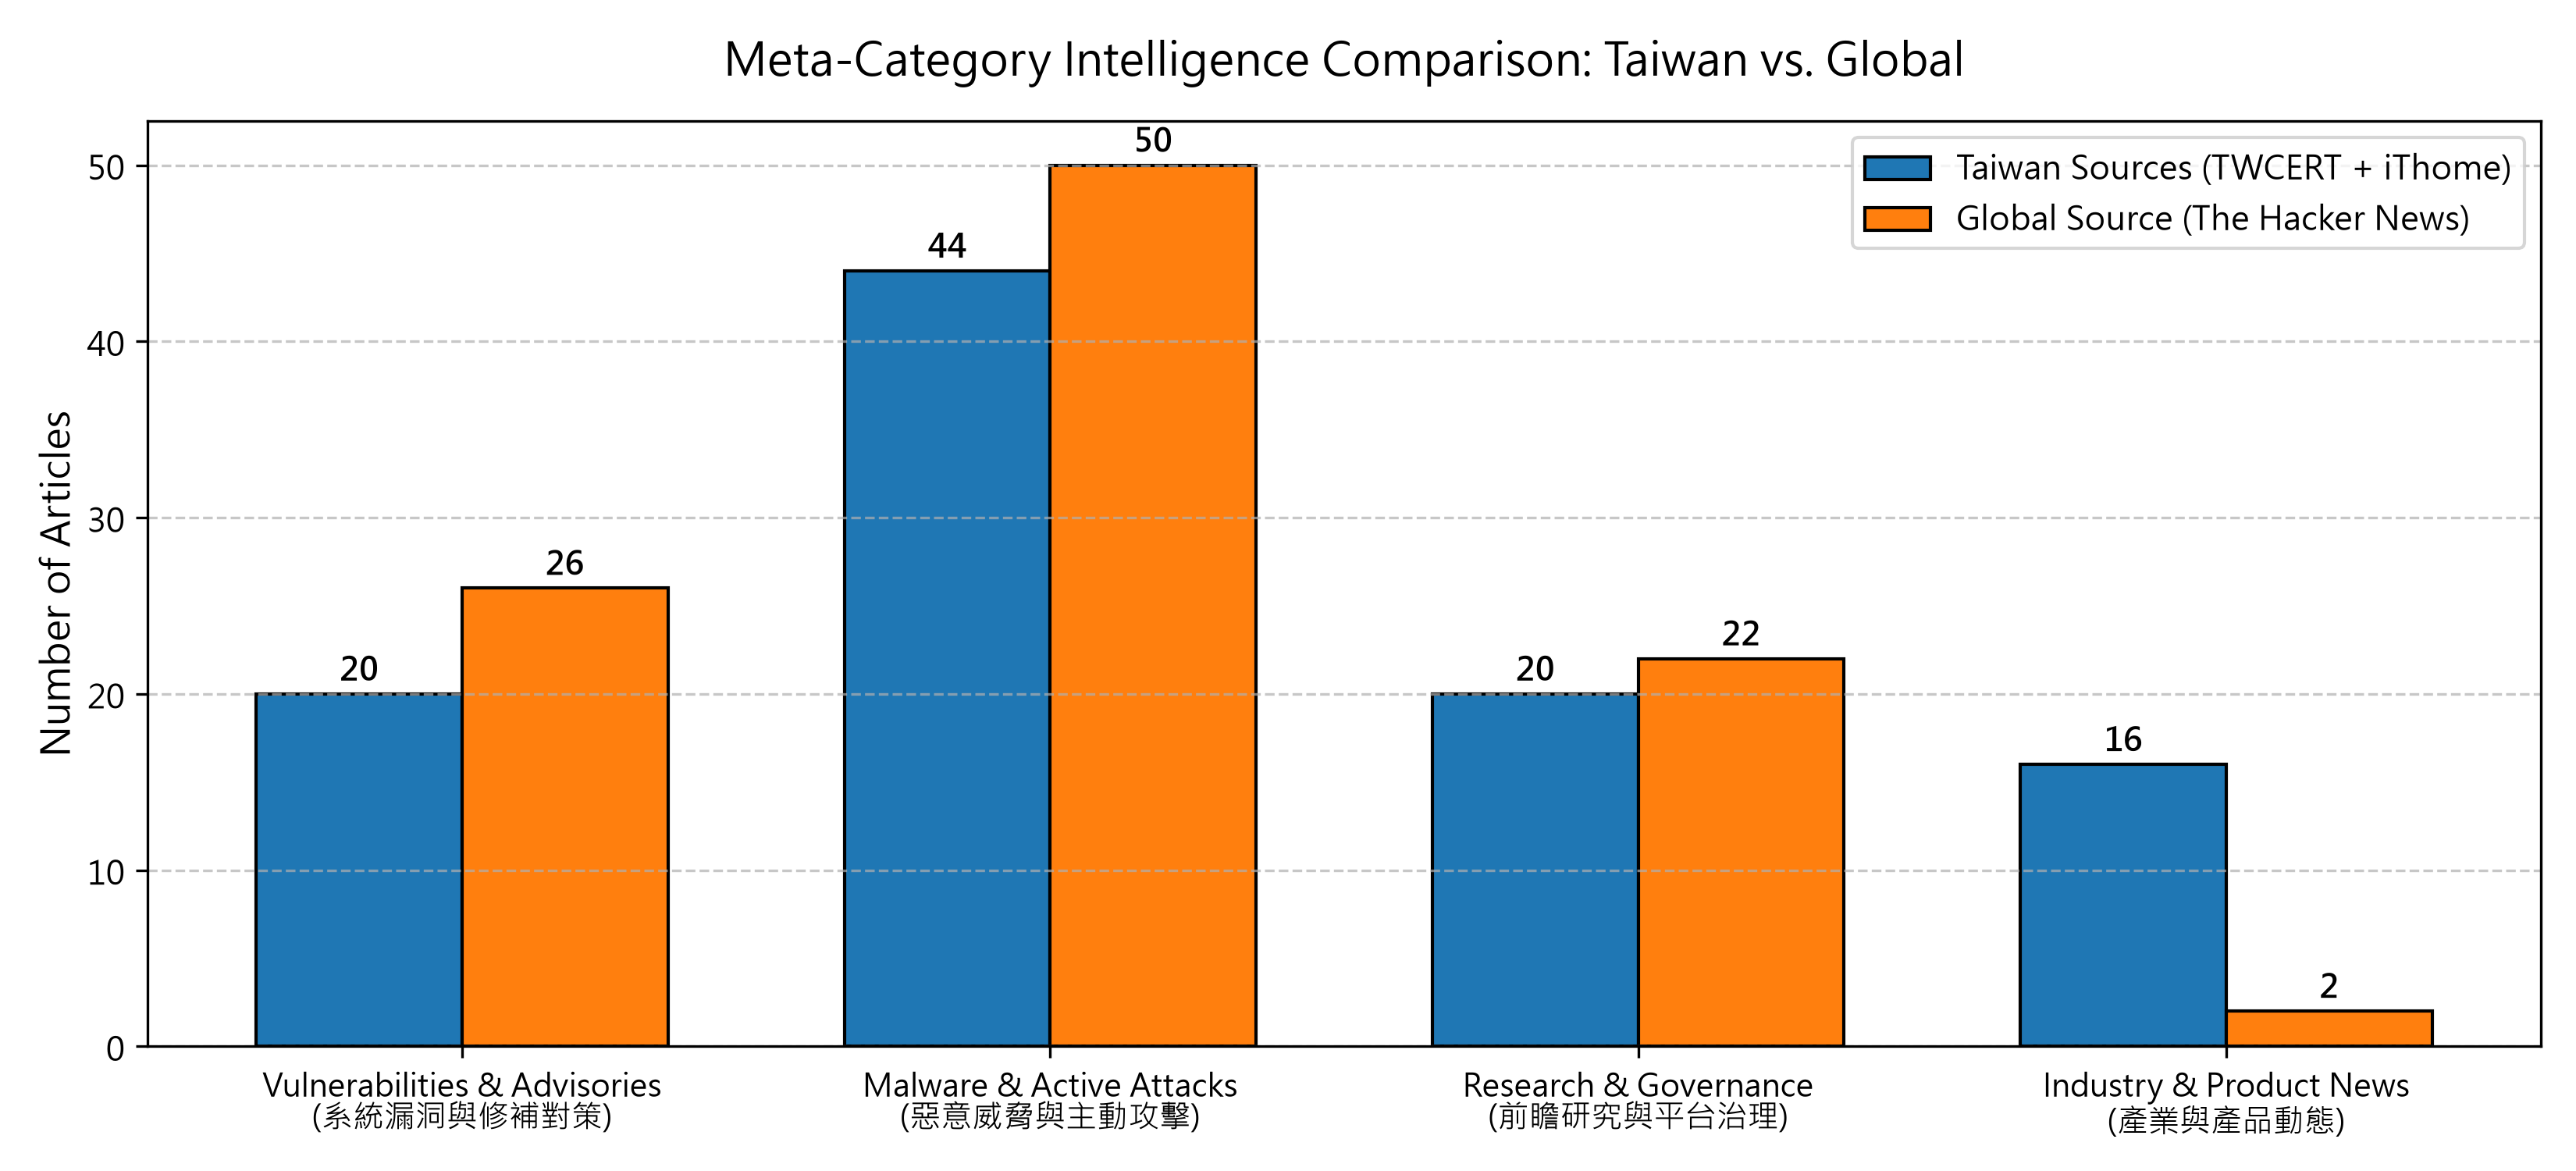 Meta-Category Intelligence Comparison: Taiwan vs. Global
Taiwan Sources (TWCERT + iThome)
Global Source (The Hacker News)
Number of Articles
50
40
30
20
10
0
20
26
44
50
20
22
16
2
Vulnerabilities & Advisories
(系統漏洞與修補對策)
Malware & Active Attacks
(惡意威脅與主動攻擊)
Research & Governance
(前瞻研究與平台治理)
Industry & Product News
(產業與產品動態)